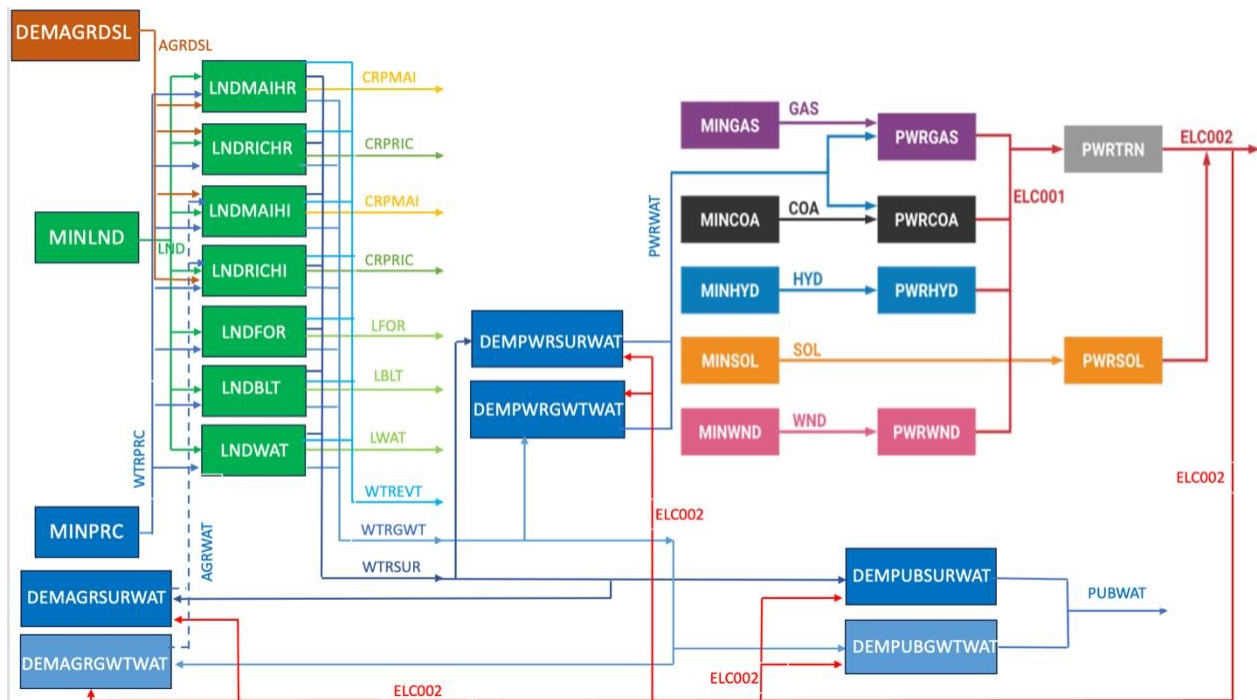 DEMAGRDSL
AGRDSL
LNDMAIHR
CRPMAI
LNDRICHR
CRPRIC
LNDMAIHI
CRPMAI
MINLND
LND
LNDRICHI
CRPRIC
LNDFOR
LFOR
LNDBLT
LBLT
LNDWAT
LWAT
WTRPRC
MINPRC
WTREVT
WTRGWT
WTRSUR
AGRWAT
DEMAGRSURWAT
DEMAGRGWTWAT
DEMPWRSURWAT
DEMPWRGWTWAT
PWRWAT
MINGAS
GAS
PWRGAS
PWRTRN
ELC002
ELC001
MINCOA
COA
PWRCOA
MINHYD
HYD
PWRHYD
MINSOL
SOL
PWRSOL
MINWND
WND
PWRWND
ELC002
ELC002
DEMPUBSURWAT
PUBWAT
DEMPUBGWTWAT
ELC002
ELC002